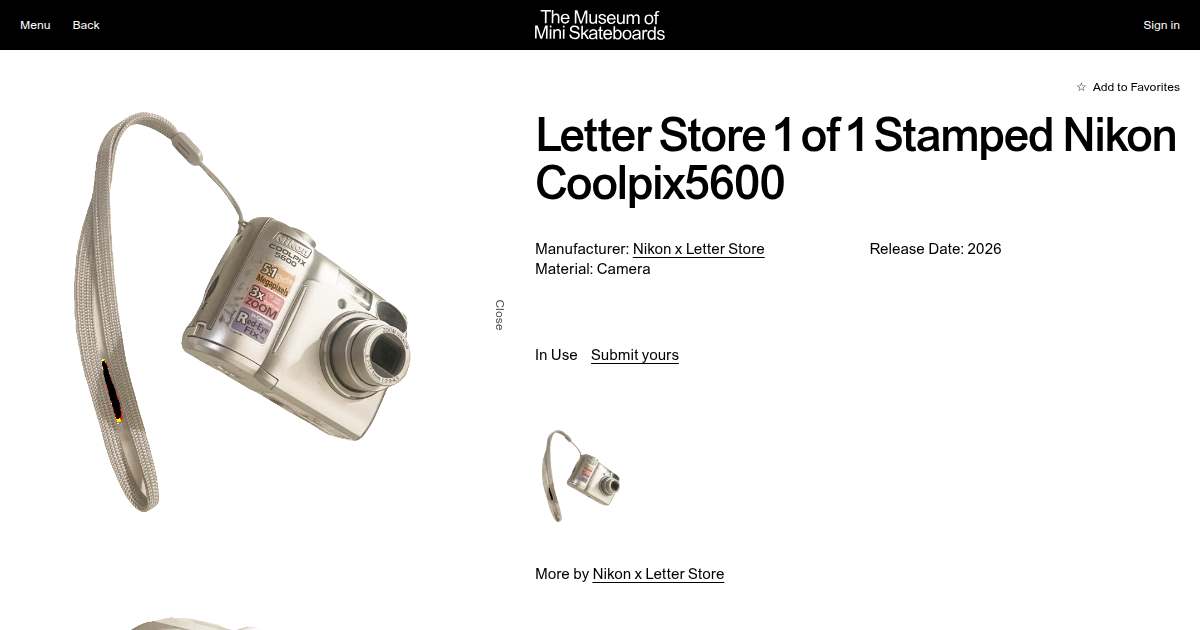 Menu
Back
The Museum of
Mini Skateboards
Sign in
☆ Add to Favorites
Letter Store 1 of 1 Stamped Nikon
Coolpix5600
Manufacturer: Nikon x Letter Store
Release Date: 2026
Material: Camera
Close
In Use
Submit yours
More by Nikon x Letter Store
Nikon
COOLPIX
5600
5.1
Megapixels
3x
ZOOM
Red-Eye
Fix